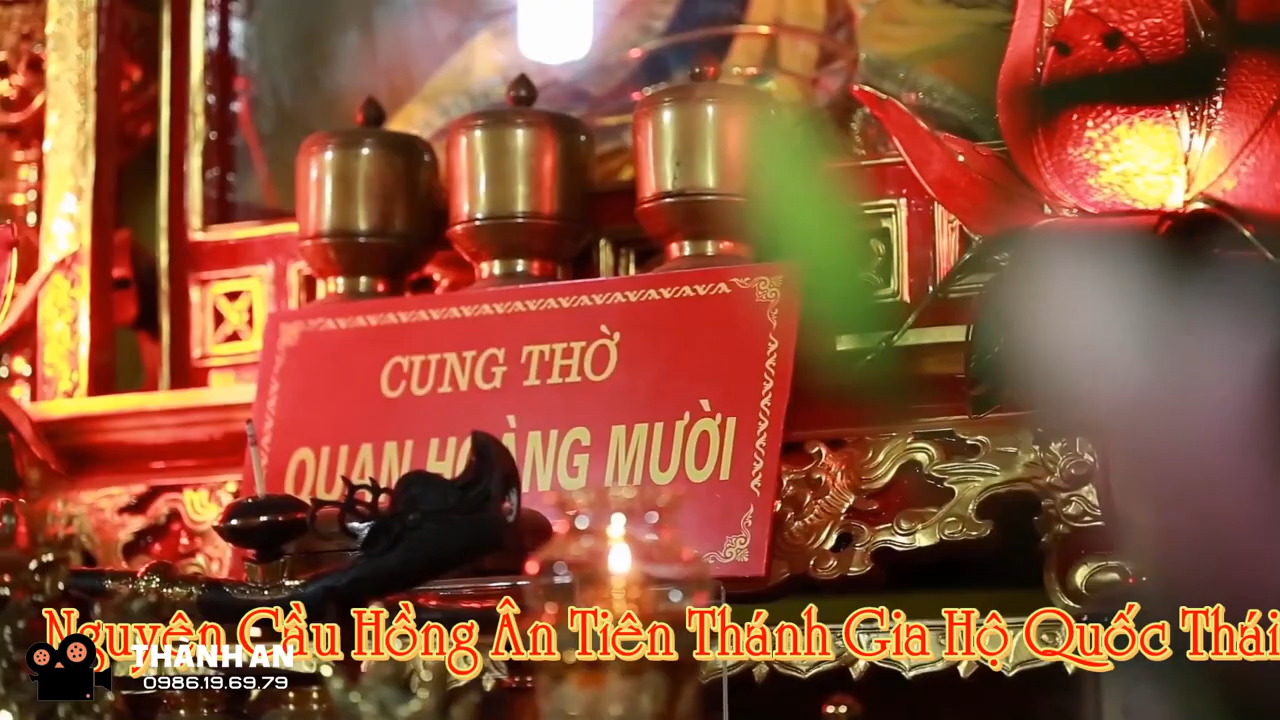 CUNG THỜ
QUAN HOÀNG MƯỜI
Nguyện Cầu Hồng Ân Tiên Thánh Gia Hộ Quốc Thái
THÀNH AN
0986.19.69.79